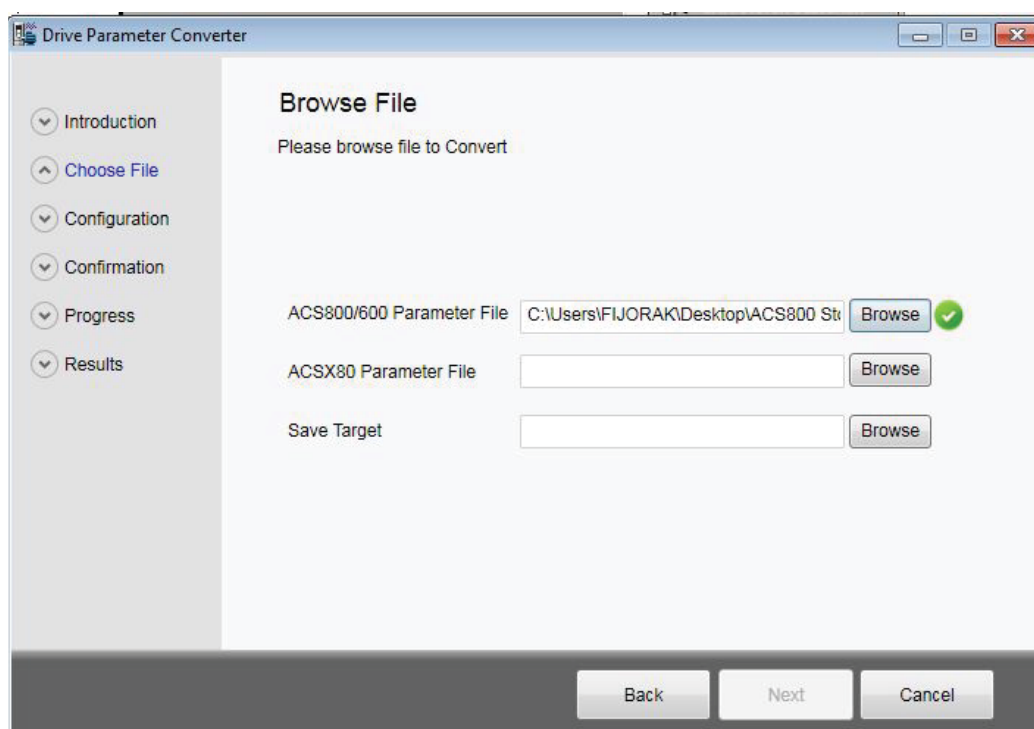 Drive Parameter Converter
Introduction
Choose File
Configuration
Confirmation
Progress
Results
Browse File
Please browse file to Convert
ACS800/600 Parameter File C:\Users\FIJORAK\Desktop\ACS800 Browse
ACSX80 Parameter File Browse
Save Target Browse
Back Next Cancel